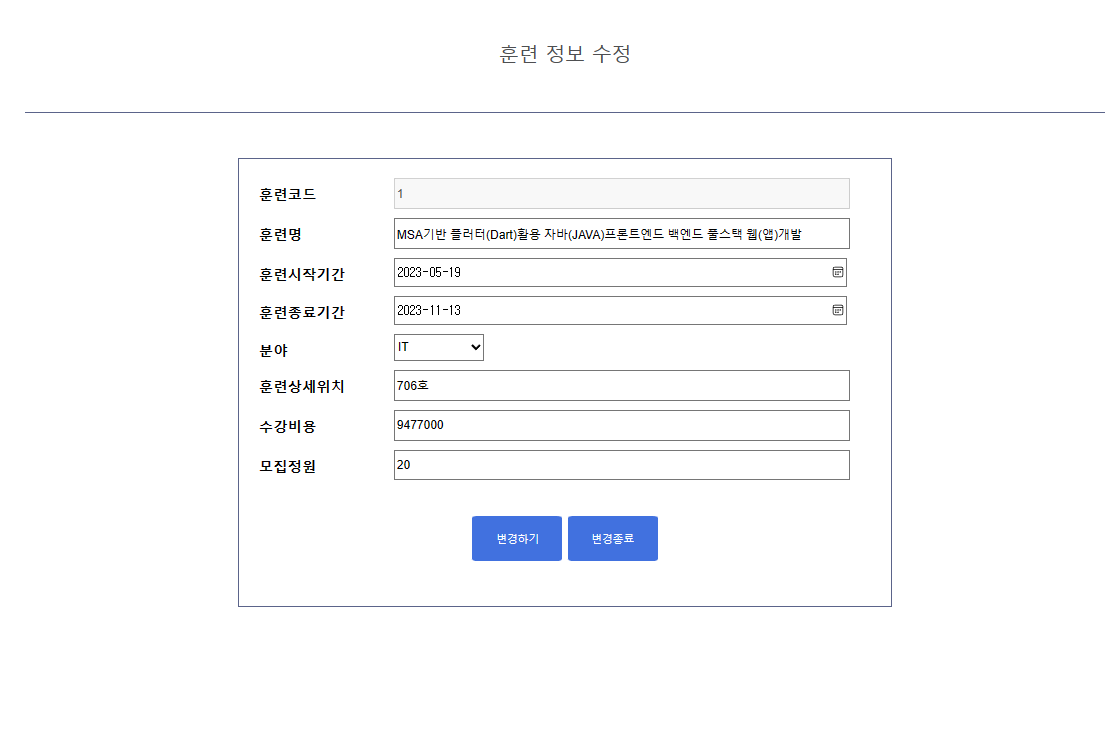 훈련 정보 수정
훈련코드 1
훈련명 MSA기반 플러터(Dart)활용 자바(JAVA)프론트엔드 백엔드 풀스택 웹(앱)개발
훈련시작기간 2023-05-19
훈련종료기간 2023-11-13
분야 IT
훈련상세위치 706호
수강비용 9477000
모집정원 20
변경하기 변경종료